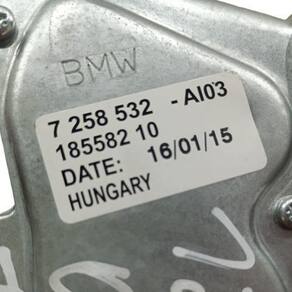 BMW
7 258 532 - AI03
185582 10
DATE: 16/01/15
HUNGARY